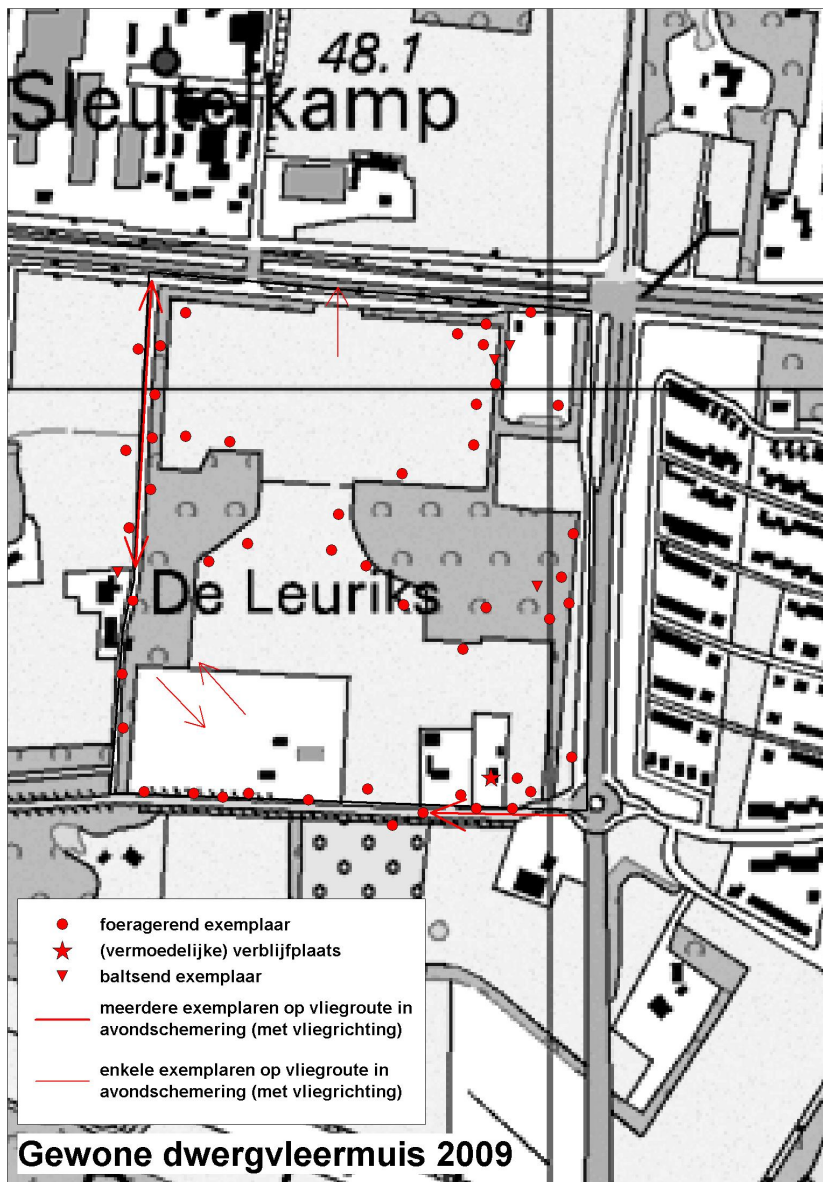 48.1
Sleutelkamp
De Leuriks
foeragerend exemplaar
(vermoedelijke) verblijfplaats
baltsend exemplaar
meerdere exemplaren op vliegroute in
avondschemering (met vliegrichting)
enkele exemplaren op vliegroute in
avondschemering (met vliegrichting)
Gewone dwergvleermuis 2009